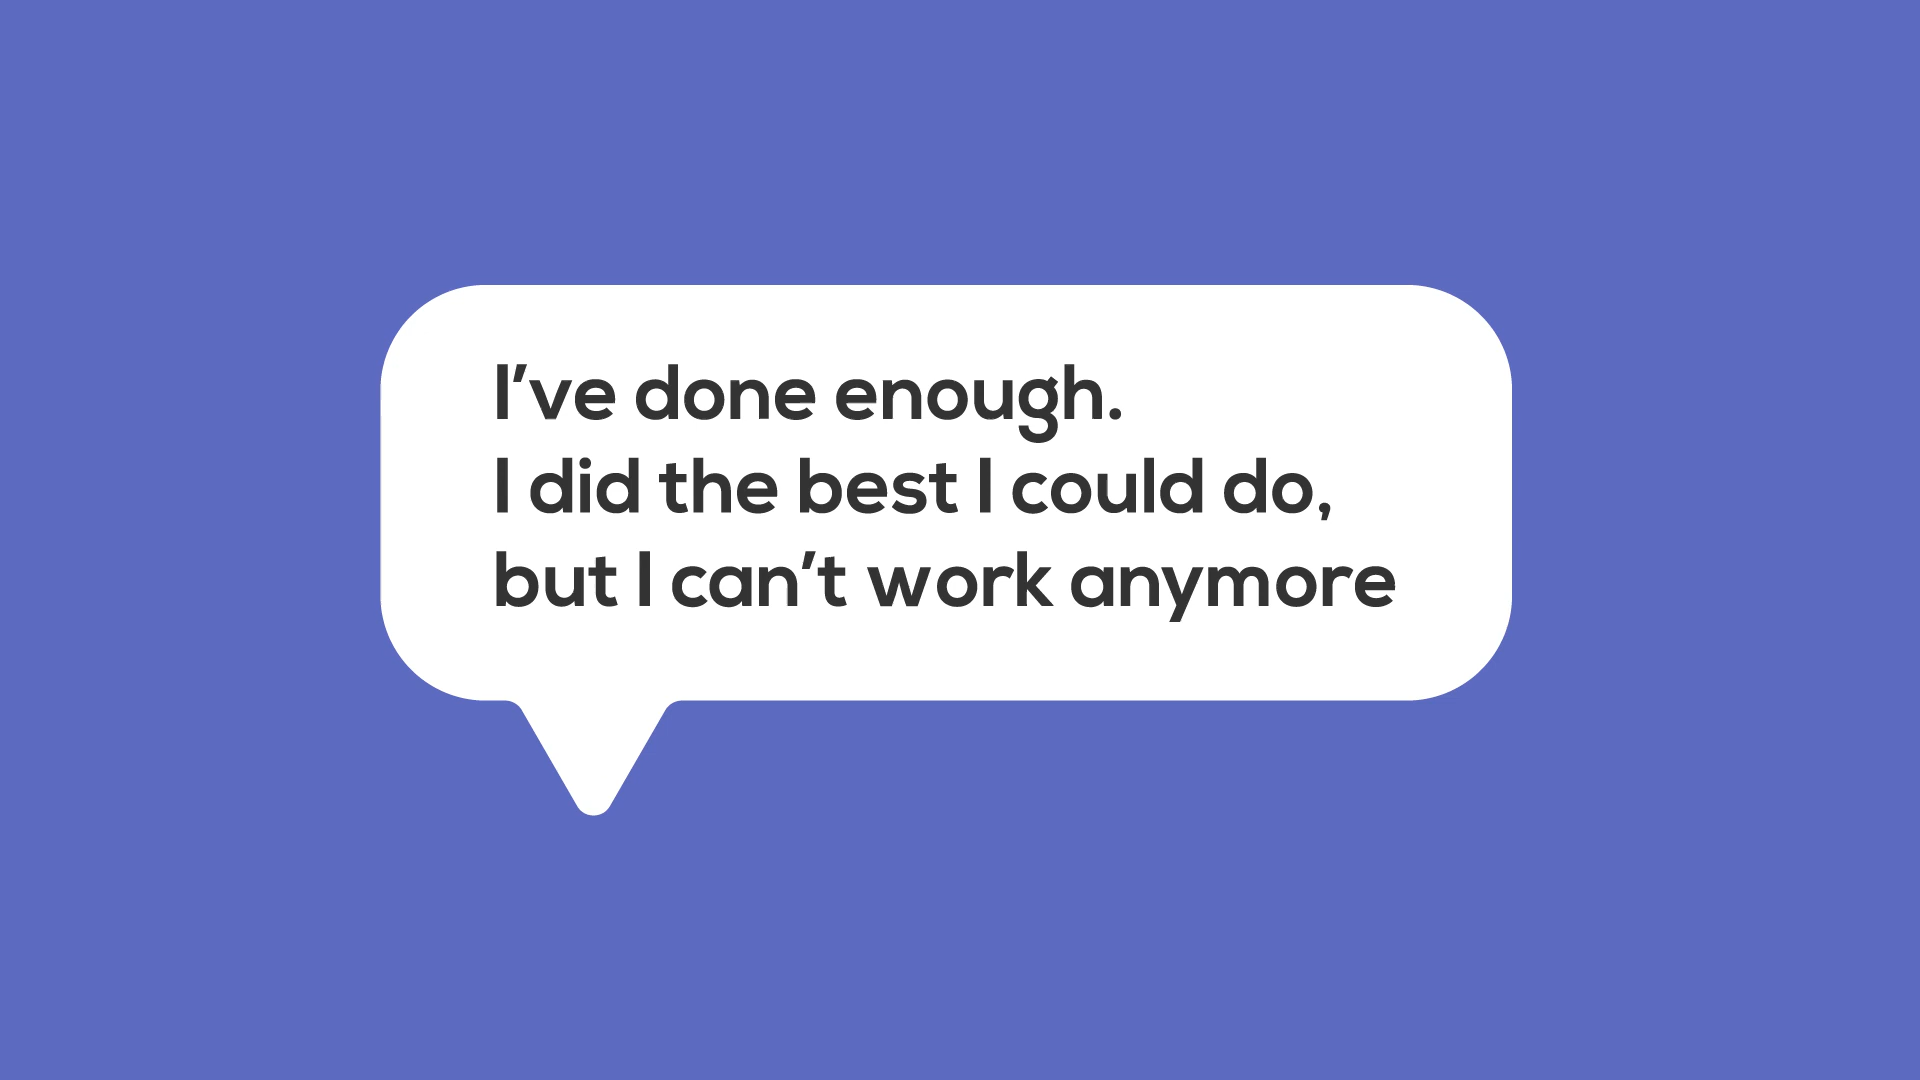 I’ve done enough.
I did the best I could do,
but I can’t work anymore